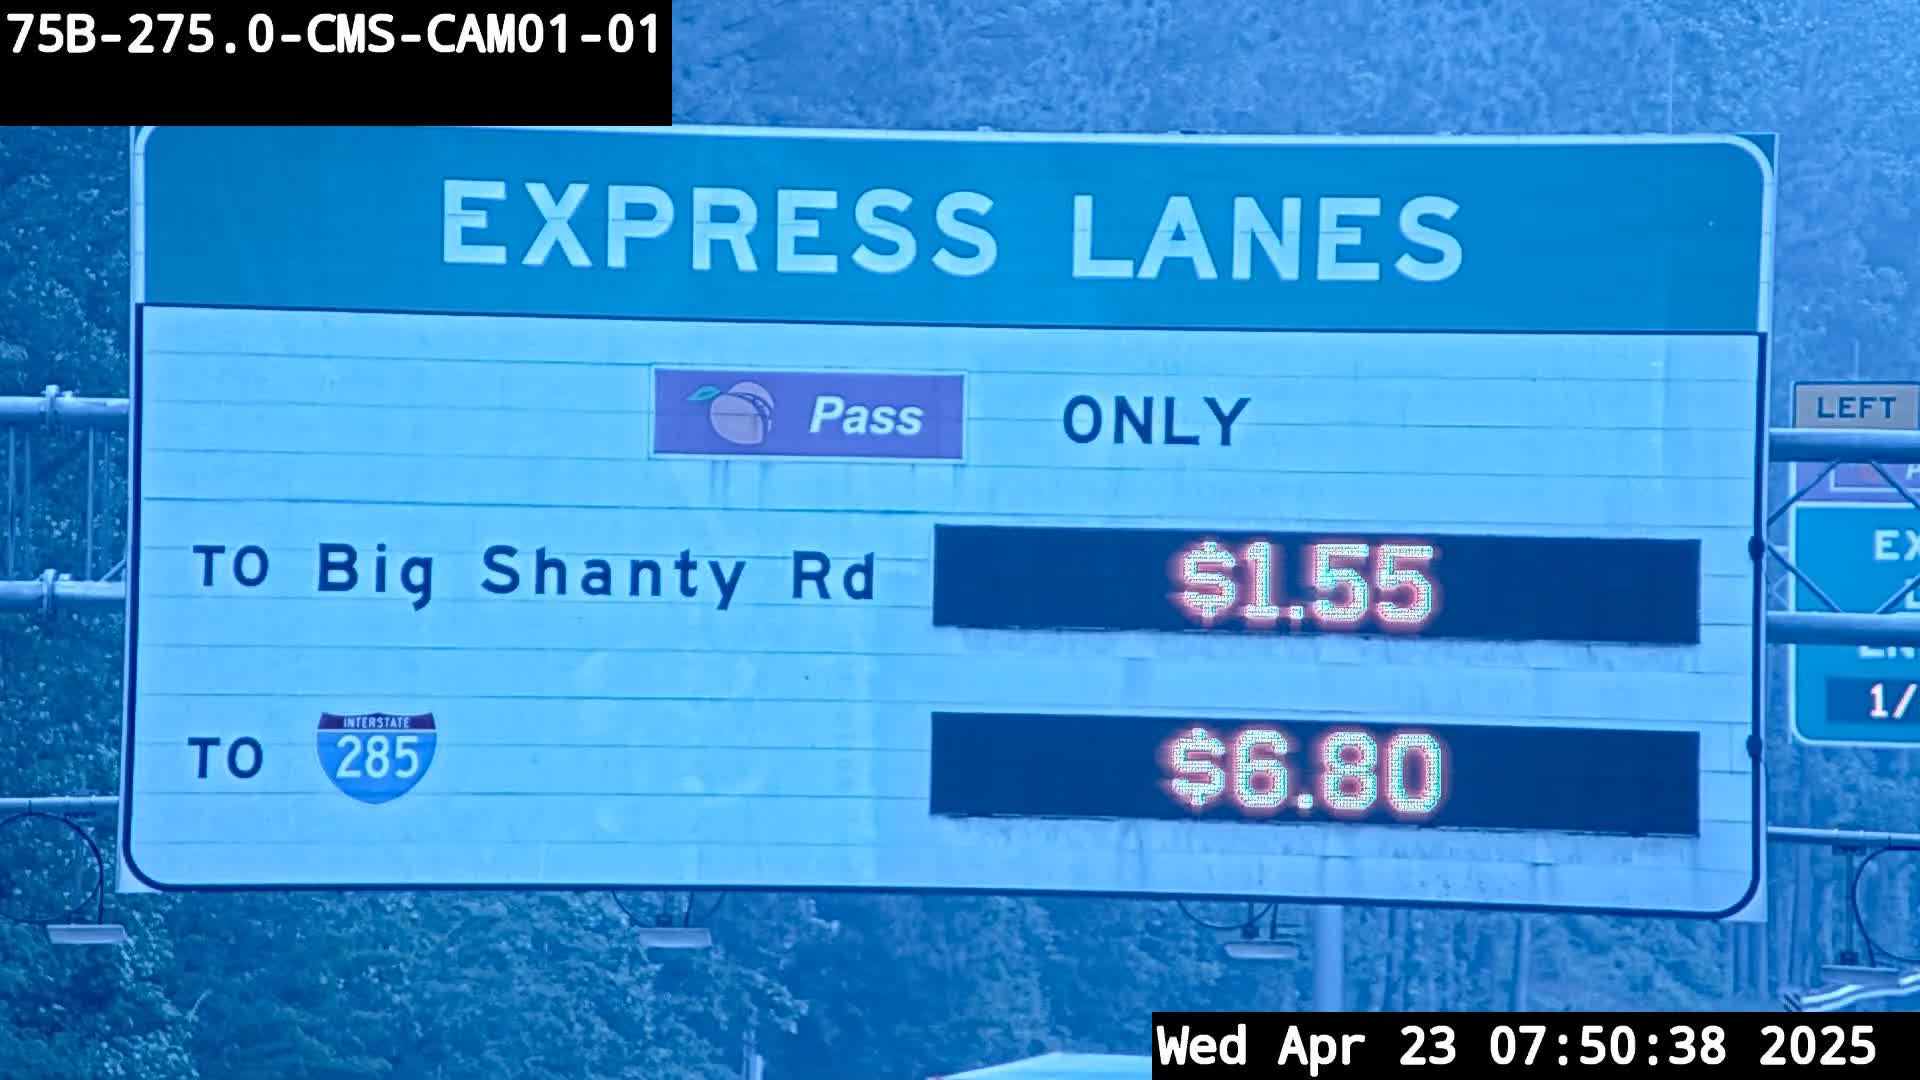 75B-275.0-CMS-CAM01-01
EXPRESS LANES
Pass ONLY
TO Big Shanty Rd $1.55
INTERSTATE
TO 285 $6.80
LEFT
1/
Wed Apr 23 07:50:38 2025